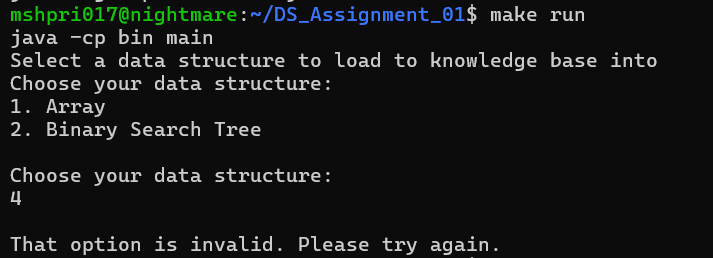 mshpri017@nightmare:~/DS_Assignment_01$ make run
java -cp bin main
Select a data structure to load to knowledge base into
Choose your data structure:
1. Array
2. Binary Search Tree
Choose your data structure:
4
That option is invalid. Please try again.